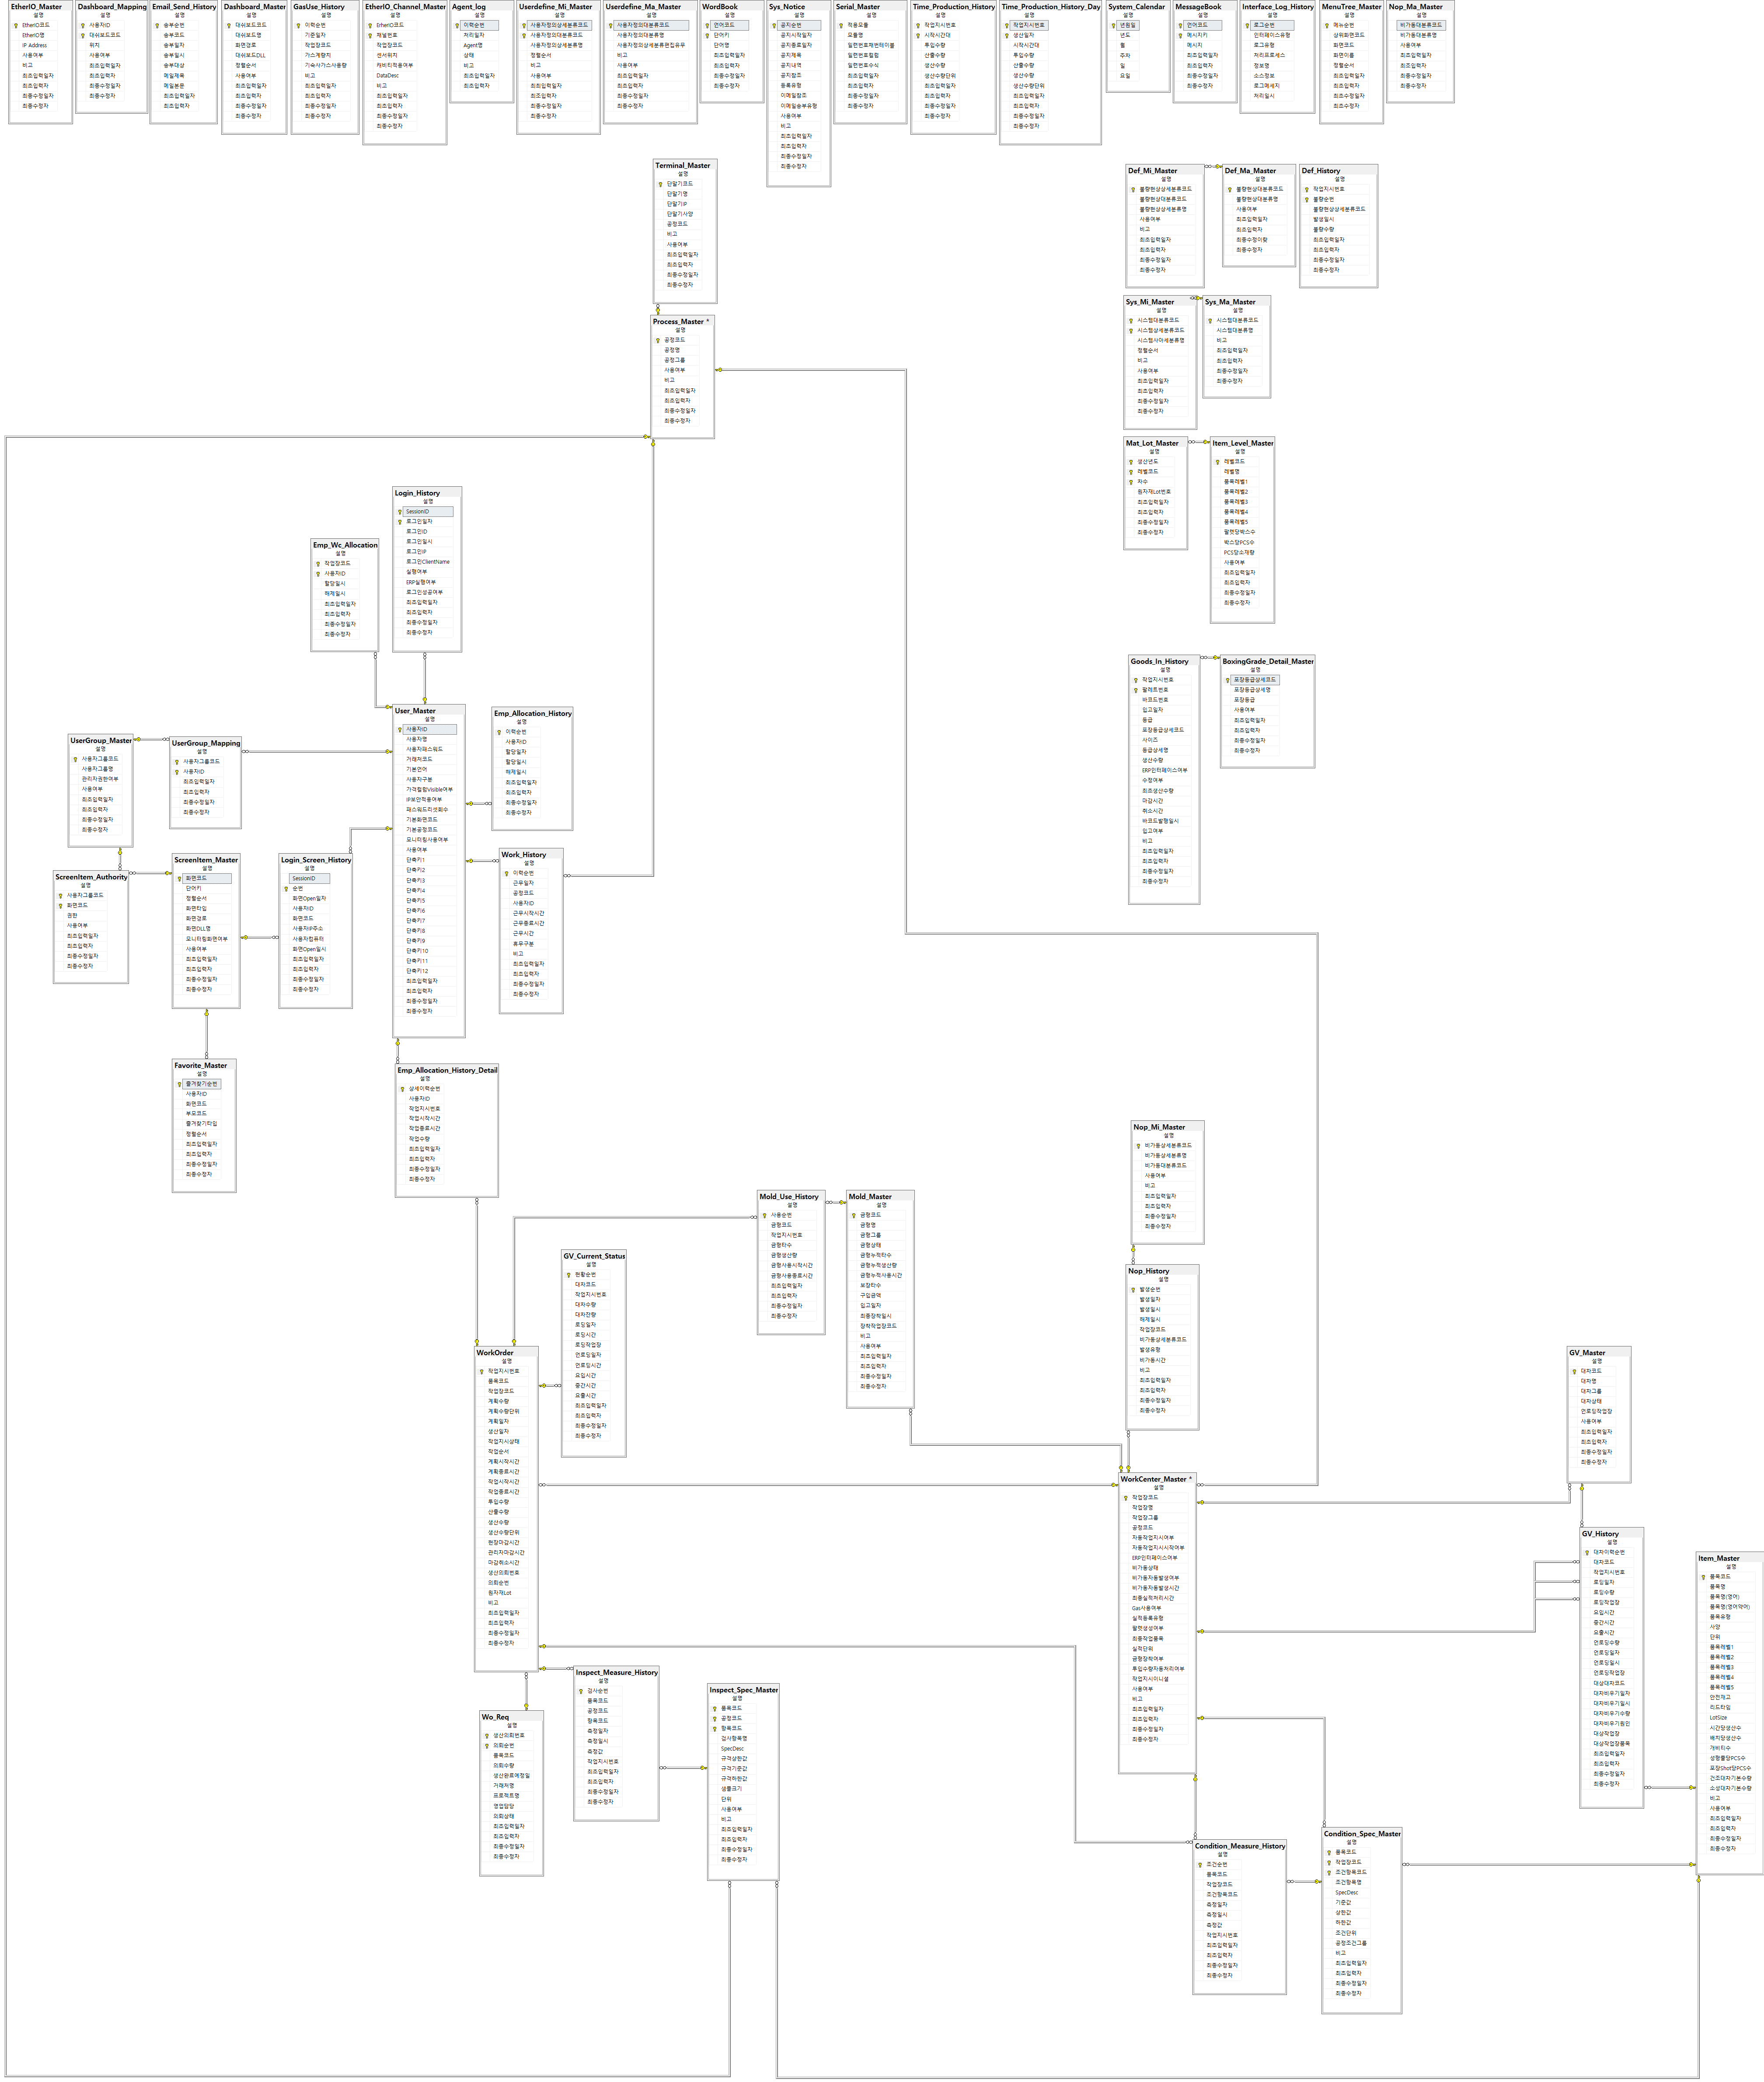 EtherIO_Master
설명
EtherIO코드
EtherIO명
IP Address
사용여부
비고
최초입력일자
최초입력자
최종수정일자
최종수정자
Dashboard_Mapping
설명
사용자ID
대쉬보드코드
위치
사용여부
최초입력일자
최초입력자
최종수정일자
최종수정자
Email_Send_History
설명
송부순번
송부코드
송부일자
송부일시
송부대상
메일제목
메일본문
최초입력일자
최초입력자
Dashboard_Master
설명
대쉬보드코드
대쉬보드명
화면경로
대쉬보드DLL
정렬순서
사용여부
최초입력일자
최초입력자
최종수정일자
최종수정자
GasUse_History
설명
이력순번
기준일자
작업장코드
가스계량치
기숙사가스사용량
비고
최초입력일자
최초입력자
최종수정일자
최종수정자
EtherIO_Channel_Master
설명
EtherIO코드
채널번호
작업장코드
센서위치
캐비티적용여부
DataDesc
비고
최초입력일자
최초입력자
최종수정일자
최종수정자
Agent_log
설명
이력순번
처리일자
Agent명
상태
비고
최초입력일자
최초입력자
Userdefine_Mi_Master
설명
사용자정의상세분류코드
사용자정의대분류코드
사용자정의상세분류명
정렬순서
비고
사용여부
최초입력일자
최초입력자
최종수정일자
최종수정자
Userdefine_Ma_Master
설명
사용자정의대분류코드
사용자정의대분류명
사용자정의상세분류편집유무
비고
사용여부
최초입력일자
최초입력자
최종수정일자
최종수정자
WordBook
설명
언어코드
단어키
단어명
최초입력일자
최초입력자
최종수정일자
최종수정자
Sys_Notice
설명
공지순번
공지시작일자
공지종료일자
공지제목
공지내역
공지참조
등록유형
이메일참조
이메일송부유형
사용여부
비고
최초입력일자
최초입력자
최종수정일자
최종수정자
Serial_Master
설명
적용모듈
모듈명
일련번호채번테이블
일련번호컬럼
일련번호수식
최초입력일자
최초입력자
최종수정일자
최종수정자
Time_Production_History
설명
작업지시번호
시작시간대
투입수량
산출수량
생산수량
생산수량단위
최초입력일자
최초입력자
최종수정일자
최종수정자
Time_Production_History_Day
설명
작업지시번호
생산일자
시작시간대
투입수량
산출수량
생산수량
생산수량단위
최초입력일자
최초입력자
최종수정일자
최종수정자
System_Calendar
설명
년월일
년도
월
주차
일
요일
MessageBook
설명
언어코드
메시지키
메시지
최초입력일자
최초입력자
최종수정일자
최종수정자
Interface_Log_History
설명
로그순번
인터페이스유형
로그유형
처리프로세스
정보명
소스정보
로그메세지
처리일시
MenuTree_Master
설명
메뉴순번
상위화면코드
화면코드
화면이름
정렬순서
최초입력일자
최초입력자
최초수정일자
최초수정자
Nop_Ma_Master
설명
비가동대분류코드
비가동대분류명
사용여부
비고
최초입력일자
최초입력자
최종수정일자
최종수정자
Terminal_Master
설명
단말기코드
단말기명
단말기IP
단말기사양
공정코드
비고
사용여부
최초입력일자
최초입력자
최종수정일자
최종수정자
Def_Mi_Master
설명
불량현상상세분류코드
불량현상대분류코드
불량현상상세분류명
사용여부
비고
최초입력일자
최초입력자
최종수정일자
최종수정자
Def_Ma_Master
설명
불량현상대분류코드
불량현상대분류명
사용여부
최초입력일자
최초입력자
최종수정이랒
최종수정자
Def_History
설명
작업지시번호
불량순번
불량현상상세분류코드
발생일시
불량수량
최초입력일자
최초입력자
최종수정일자
최종수정자
Process_Master *
설명
공정코드
공정명
공정그룹
사용여부
비고
최초입력일자
최초입력자
최종수정일자
최종수정자
Sys_Mi_Master
설명
시스템대분류코드
시스템상세분류코드
시스템사아세분류명
정렬순서
비고
사용여부
최초입력일자
최초입력자
최종수정일자
최종수정자
Sys_Ma_Master
설명
시스템대분류코드
시스템대분류명
비고
최초입력일자
최초입력자
최종수정일자
최종수정자
Mat_Lot_Master
설명
생산년도
레벨코드
차수
원자재Lot번호
최초입력일자
최초입력자
최종수정일자
최종수정자
Item_Level_Master
설명
레벨코드
레벨명
품목레벨1
품목레벨2
품목레벨3
품목레벨4
품목레벨5
팔렛당박스수
박스당PCS수
PCS당소재량
사용여부
최초입력일자
최초입력자
최종수정일자
최종수정자
Login_History
설명
SessionID
로그인일자
로그인ID
로그인일시
로그인IP
로그인ClientName
실행여부
ERP실행여부
로그인성공여부
최초입력일자
최초입력자
최종수정일자
최종수정자
Emp_Wc_Allocation
설명
작업장코드
사용자ID
할당일시
해제일시
최초입력일자
최초입력자
최종수정일자
최종수정자
Goods_In_History
설명
작업지시번호
팔레트번호
바코드번호
입고일자
등급
포장등급상세코드
사이즈
등급상세명
생산수량
ERP인터페이스여부
수정여부
최초생산수량
마감시간
취소시간
바코드발행일시
입고여부
비고
최초입력일자
최초입력자
최종수정일자
최종수정자
BoxingGrade_Detail_Master
설명
포장등급상세코드
포장등급상세명
포장등급
사용여부
최초입력일자
최초입력자
최종수정일자
최종수정자
User_Master
설명
사용자ID
사용자명
사용자패스워드
거래처코드
기본언어
사용자구분
가격컬럼Visible여부
IP보안적용여부
패스워드리셋회수
기본화면코드
기본공정코드
모니터링사용여부
사용여부
단축키1
단축키2
단축키3
단축키4
단축키5
단축키6
단축키7
단축키8
단축키9
단축키10
단축키11
단축키12
최초입력일자
최초입력자
최종수정일자
최종수정자
Emp_Allocation_History
설명
이력순번
사용자ID
할당일자
할당일시
해제일시
최초입력일자
최초입력자
최종수정일자
최종수정자
UserGroup_Master
설명
사용자그룹코드
사용자그룹명
관리자권한여부
사용여부
최초입력일자
최초입력자
최종수정일자
최종수정자
UserGroup_Mapping
설명
사용자그룹코드
사용자ID
최초입력일자
최초입력자
최종수정일자
최종수정자
Work_History
설명
이력순번
근무일자
공정코드
사용자ID
근무시작시간
근무종료시간
근무시간
휴무구분
비고
최초입력일자
최초입력자
최종수정일자
최종수정자
ScreenItem_Authority
설명
사용자그룹코드
화면코드
권한
사용여부
최초입력일자
최초입력자
최종수정일자
최종수정자
ScreenItem_Master
설명
화면코드
단어키
정렬순서
화면타입
화면경로
화면DLL명
모니터링화면여부
사용여부
최초입력일자
최초입력자
최종수정일자
최종수정자
Login_Screen_History
설명
SessionID
순번
화면Open일자
사용자ID
화면코드
사용자IP주소
사용자컴퓨터
화면Open일시
최초입력일자
최초입력자
최종수정일자
최종수정자
Favorite_Master
설명
즐겨찾기순번
사용자ID
화면코드
부모코드
즐겨찾기타입
정렬순서
최초입력일자
최초입력자
최종수정일자
최종수정자
Emp_Allocation_History_Detail
설명
상세이력순번
사용자ID
작업지시번호
작업시작시간
작업종료시간
작업수량
최초입력일자
최초입력자
최종수정일자
최종수정자
Nop_Mi_Master
설명
비가동상세분류코드
비가동상세분류명
비가동대분류코드
사용여부
비고
최초입력일자
최초입력자
최종수정일자
최종수정자
Mold_Use_History
설명
사용순번
금형코드
작업지시번호
금형타수
금형생산량
금형사용시작시간
금형사용종료시간
최초입력일자
최초입력자
최종수정일자
최종수정자
Mold_Master
설명
금형코드
금형명
금형그룹
금형상태
금형누적타수
금형누적생산량
금형누적사용시간
보장타수
구입금액
입고일자
최종장착일시
장착작업장코드
비고
사용여부
최초입력일자
최초입력자
최종수정일자
최종수정자
GV_Current_Status
설명
현황순번
대차코드
작업지시번호
대차수량
대차잔량
로딩일자
로딩시간
로딩작업장
언로딩일자
언로딩시간
요입시간
중간시간
요출시간
최초입력일자
최초입력자
최종수정일자
최종수정자
Nop_History
설명
발생순번
발생일자
발생일시
해제일시
작업장코드
비가동상세분류코드
발생유형
비가동시간
비고
최초입력일자
최초입력자
최종수정일자
최종수정자
WorkOrder
설명
작업지시번호
품목코드
작업장코드
계획수량
계획수량단위
계획일자
생산일자
작업지시상태
작업순서
계획시작시간
계획종료시간
작업시작시간
작업종료시간
투입수량
산출수량
생산수량
생산수량단위
현장마감시간
관리자마감시간
마감취소시간
생산의뢰번호
의뢰순번
원자재Lot
비고
최초입력일자
최초입력자
최종수정일자
최종수정자
GV_Master
설명
대차코드
대차명
대차그룹
대차상태
언로딩작업장
사용여부
최초입력일자
최초입력자
최종수정일자
최종수정자
WorkCenter_Master *
설명
작업장코드
작업장명
작업장그룹
공정코드
자동작업지시여부
자동작업지시시작여부
ERP인터페이스여부
비가동상태
비가동자동발생여부
비가동자동발생시간
최종실적처리시간
Gas사용여부
실적등록유형
팔렛생성여부
최종작업품목
실적단위
금형장착여부
투입수량자동처리여부
작업지시이니셜
사용여부
비고
최초입력일자
최초입력자
최종수정일자
최종수정자
GV_History
설명
대차이력순번
대차코드
작업지시번호
로딩일자
로딩수량
로딩작업장
요입시간
중간시간
요출시간
언로딩수량
언로딩일자
언로딩일시
언로딩작업장
대상대차코드
대차비우기일자
대차비우기일시
대차비우기수량
대차비우기원인
대상작업장
대상작업장품목
최초입력일자
최초입력자
최종수정일자
최종수정자
Item_Master
설명
품목코드
품목명
품목명(영어)
품목명(영어약어)
품목유형
사양
단위
품목레벨1
품목레벨2
품목레벨3
품목레벨4
품목레벨5
안전재고
리드타임
LotSize
시간당생산수
배치당생산수
캐비티수
성형품당PCS수
포장Shot당PCS수
건조대차기본수량
소성대차기본수량
비고
사용여부
최초입력일자
최초입력자
최종수정일자
최종수정자
Inspect_Measure_History
설명
검사순번
품목코드
공정코드
항목코드
측정일자
측정일시
측정값
작업지시번호
최초입력일자
최초입력자
최종수정일자
최종수정자
Inspect_Spec_Master
설명
품목코드
공정코드
항목코드
검사항목명
SpecDesc
규격상한값
규격기준값
규격하한값
샘플크기
단위
사용여부
비고
최초입력일자
최초입력자
최종수정일자
최종수정자
Wo_Req
설명
생산의뢰번호
의뢰순번
품목코드
의뢰수량
생산완료예정일
거래처명
프로젝트명
영업담당
의뢰상태
최초입력일자
최초입력자
최종수정일자
최종수정자
Condition_Measure_History
설명
조건순번
품목코드
작업장코드
조건항목코드
측정일자
측정일시
측정값
작업지시번호
최초입력일자
최초입력자
최종수정일자
최종수정자
Condition_Spec_Master
설명
품목코드
작업장코드
조건항목코드
조건항목명
SpecDesc
기준값
상한값
하한값
조건단위
공정조건그룹
비고
최초입력일자
최초입력자
최종수정일자
최종수정자